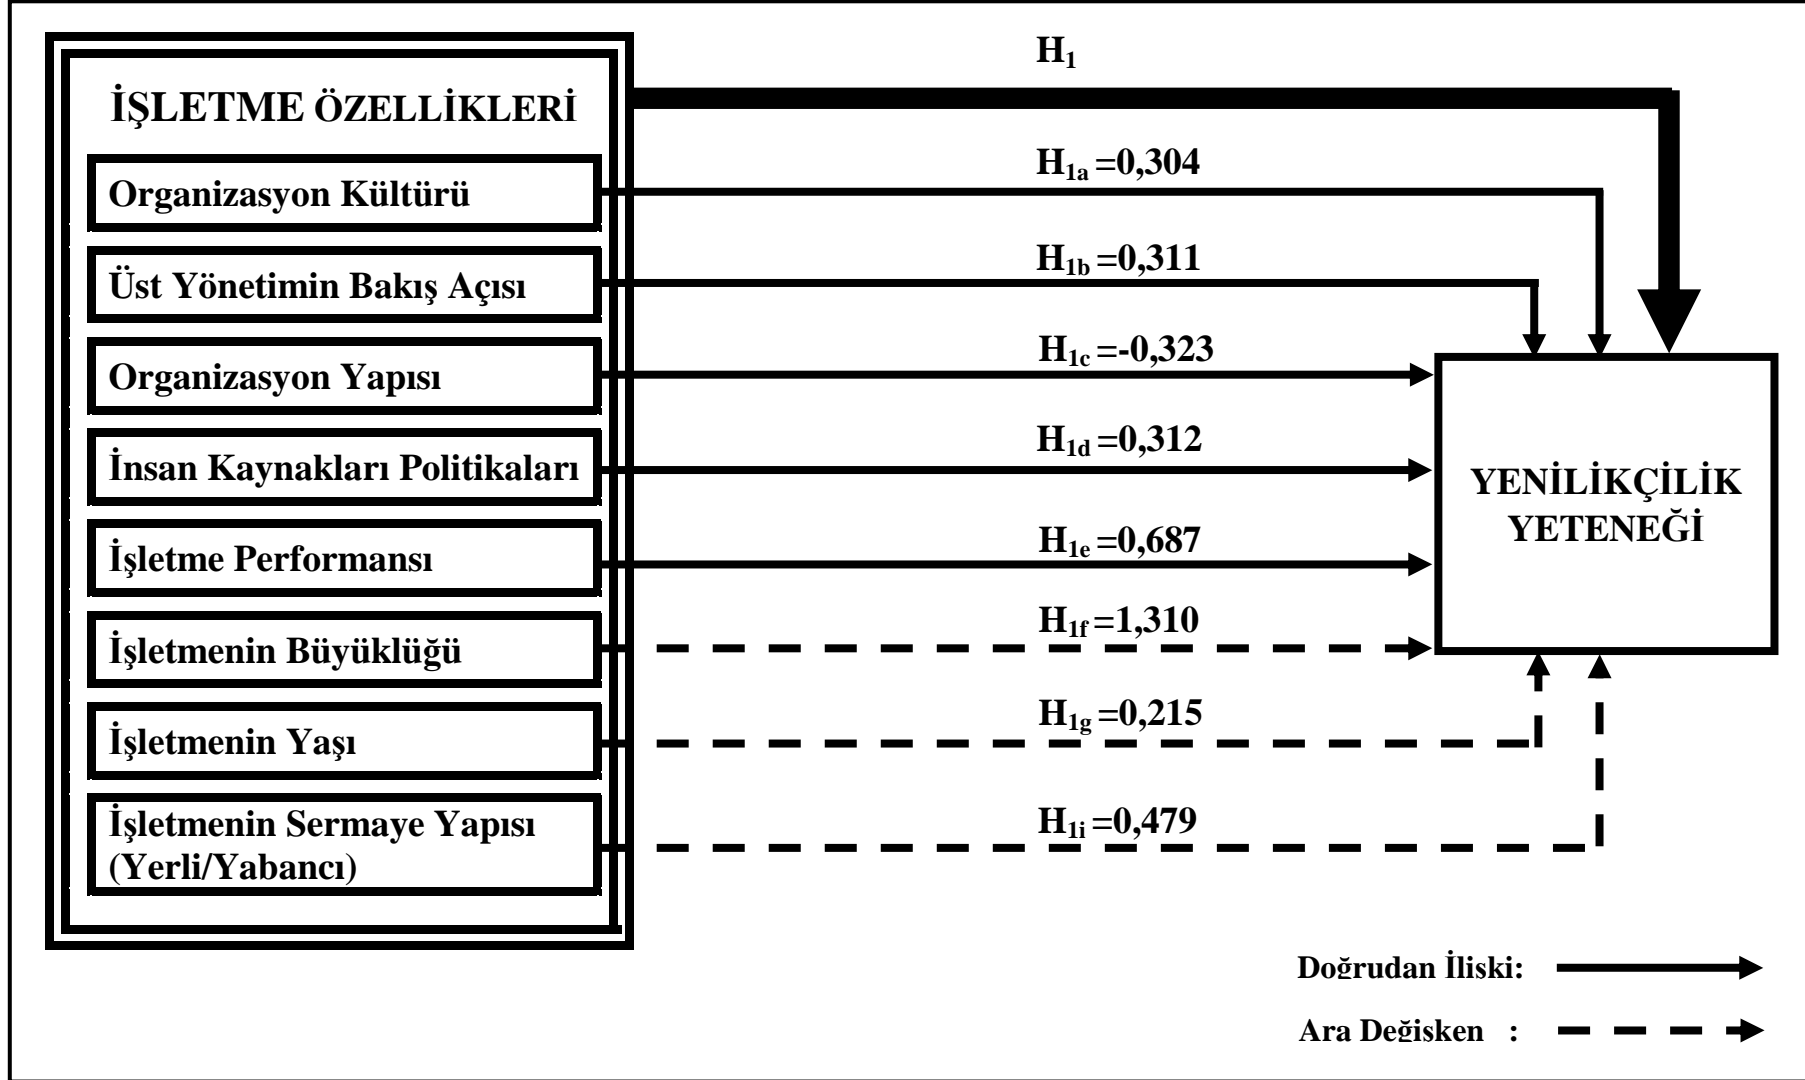 H1
İŞLETME ÖZELLİKLERİ
H1a =0,304
Organizasyon Kültürü
H1b =0,311
Üst Yönetimin Bakış Açısı
H1c =-0,323
Organizasyon Yapısı
H1d =0,312
İnsan Kaynakları Politikaları
YENİLİKÇİLİK
YETENEĞİ
H1e =0,687
İşletme Performansı
H1f =1,310
İşletmenin Büyüklüğü
H1g =0,215
İşletmenin Yaşı
H1i =0,479
İşletmenin Sermaye Yapısı
(Yerli/Yabancı)
Doğrudan İliski:
Ara Değisken :